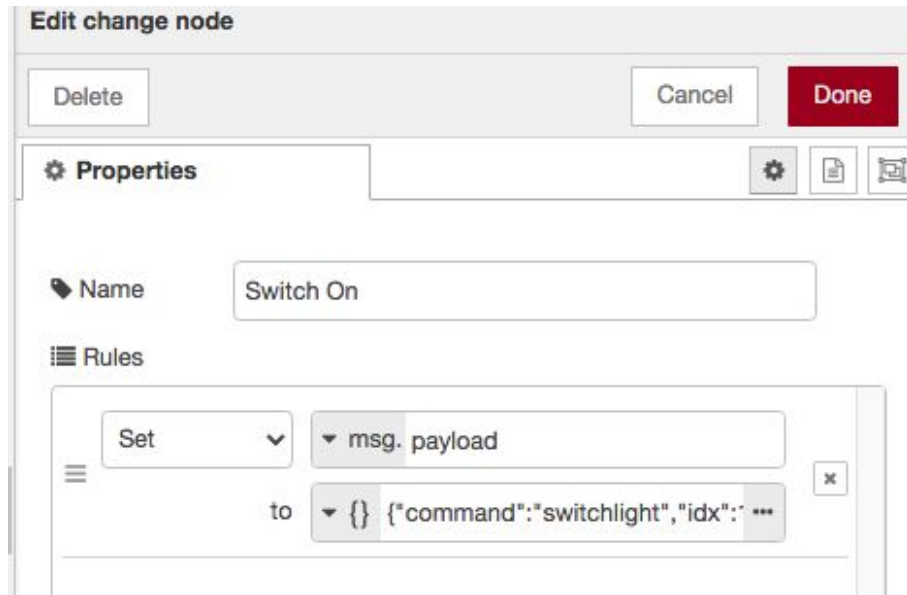 Edit change node
Delete Cancel Done
Properties
Name Switch On
Rules
Set msg. payload
to {} {"command":"switchlight","idx": •••